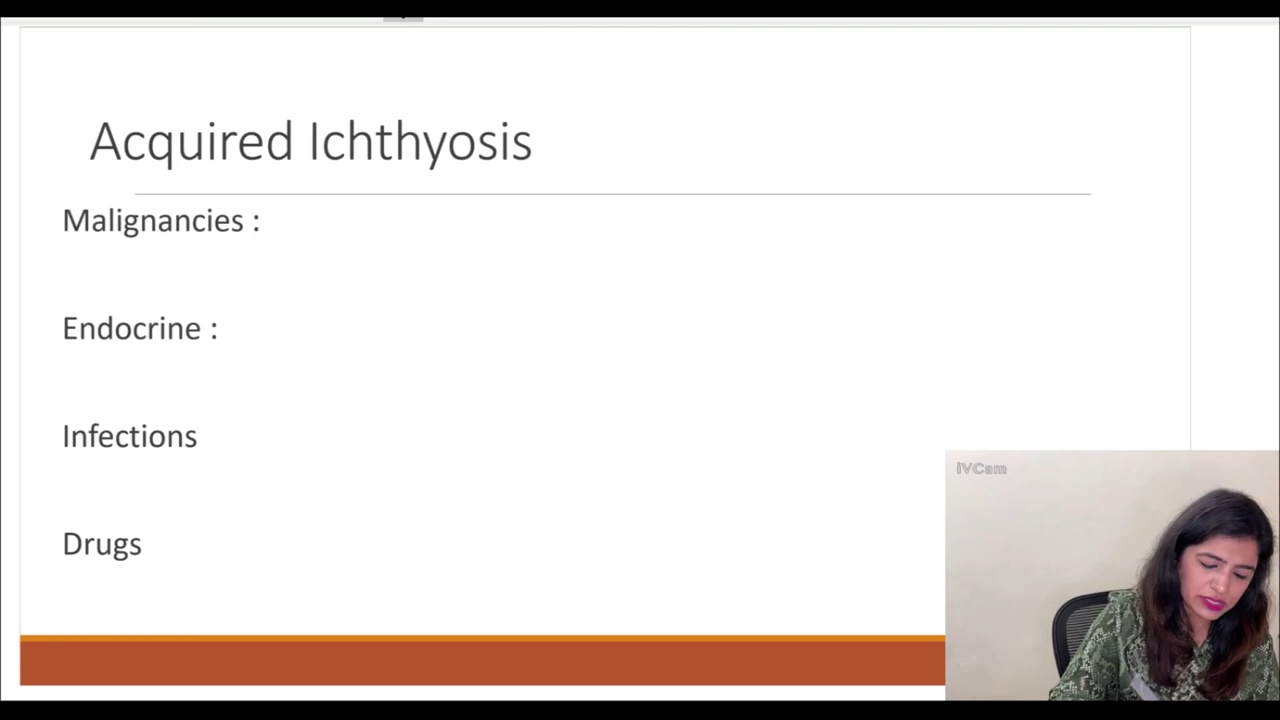 Acquired Ichthyosis
Malignancies :
Endocrine :
Infections
Drugs
iVCam